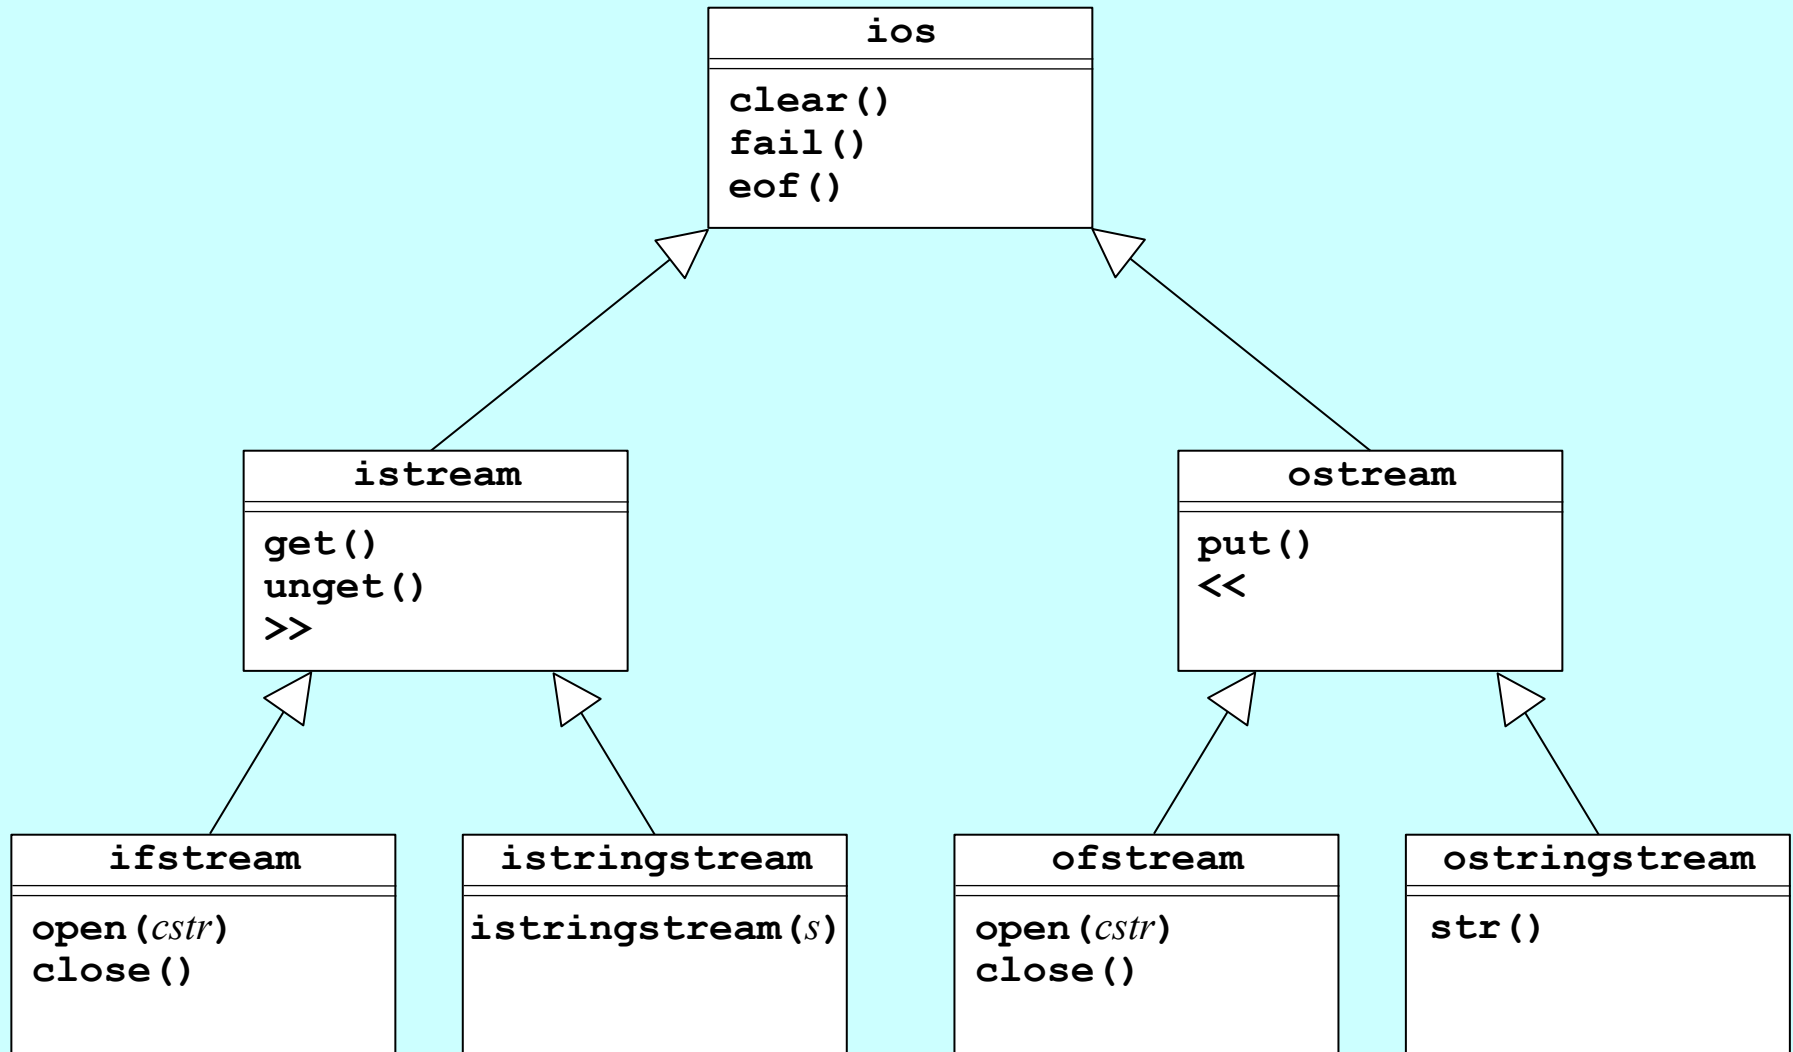 ios
clear()
fail()
eof()
istream
get()
unget()
>>
ostream
put()
<<
ifstream
open(cstr)
close()
istringstream
istringstream(s)
ofstream
open(cstr)
close()
ostringstream
str()